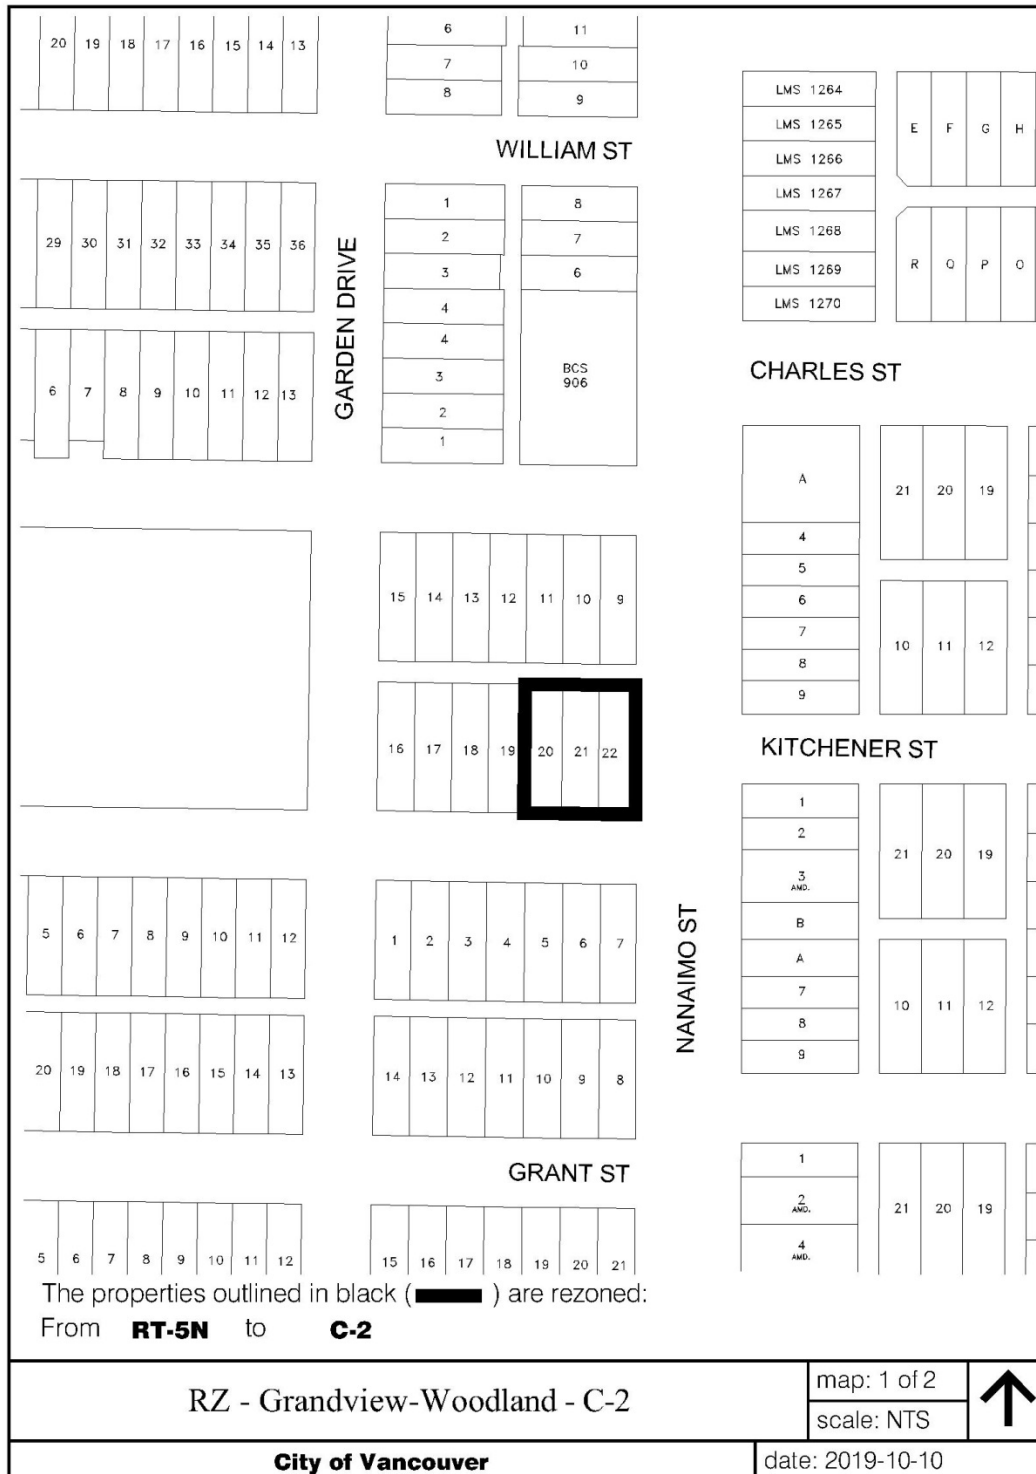 20 19 18 17 16 15 14 13
6 11
7 10
8 9
LMS 1264
LMS 1265
LMS 1266
LMS 1267
LMS 1268
LMS 1269
LMS 1270
E F G H
R Q P O
WILLIAM ST
29 30 31 32 33 34 35 36
GARDEN DRIVE
1 8
2 7
3 6
4
4
3
2
1
BCS
906
6 7 8 9 10 11 12 13
CHARLES ST
A
4
5
6
7
8
9
21 20 19
10 11 12
15 14 13 12 11 10 9
16 17 18 19 20 21 22
KITCHENER ST
1
2
3
AMD.
B
A
7
8
9
21 20 19
10 11 12
NANAIMO ST
5 6 7 8 9 10 11 12
1 2 3 4 5 6 7
20 19 18 17 16 15 14 13
14 13 12 11 10 9 8
GRANT ST
1
2
AMD.
4
AMD.
21 20 19
5 6 7 8 9 10 11 12
15 16 17 18 19 20 21
The properties outlined in black ( ) are rezoned:
From RT-5N to C-2
RZ - Grandview-Woodland - C-2
map: 1 of 2
scale: NTS
City of Vancouver
date: 2019-10-10